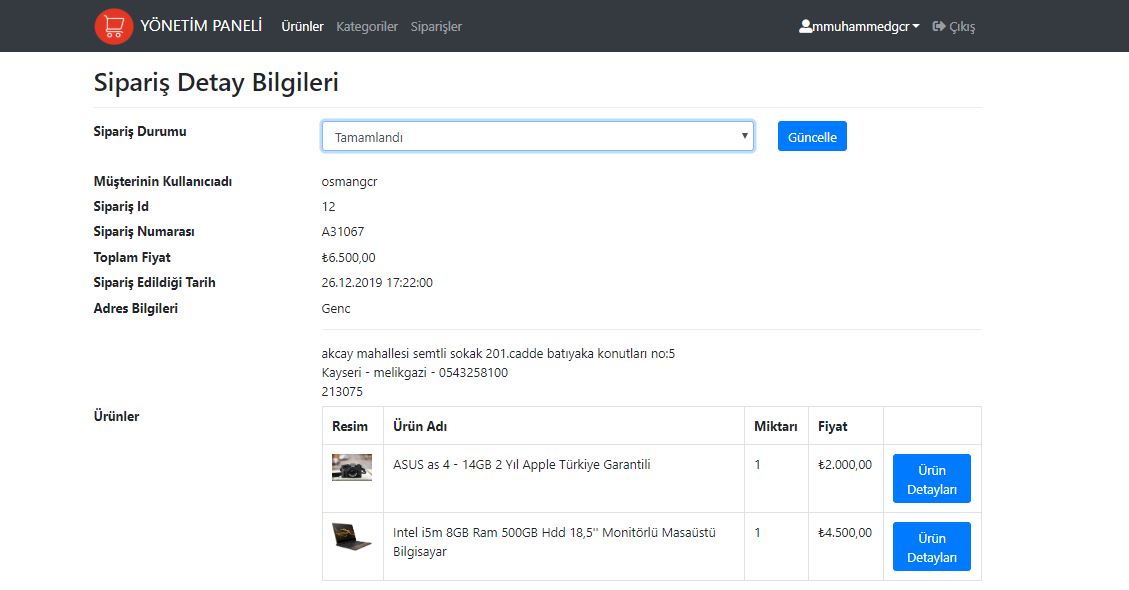 YÖNETİM PANELİ Ürünler Kategoriler Siparişler mmuhammedgcr Çıkış
Sipariş Detay Bilgileri
Sipariş Durumu Tamamlandı Güncelle
Müşterinin Kullanıcıadı osmangcr
Sipariş Id 12
Sipariş Numarası A31067
Toplam Fiyat ₺6.500,00
Sipariş Edildiği Tarih 26.12.2019 17:22:00
Adres Bilgileri Genc
akcay mahallesi semtli sokak 201.cadde batıyaka konutları no:5
Kayseri - melikgazi - 0543258100
213075
Ürünler
Resim Ürün Adı Miktarı Fiyat
ASUS as 4 - 14GB 2 Yıl Apple Türkiye Garantili 1 ₺2.000,00 Ürün
Detayları
Intel i5m 8GB Ram 500GB Hdd 18,5'' Monitörlü Masaüstü 1 ₺4.500,00 Ürün
Bilgisayar Detayları